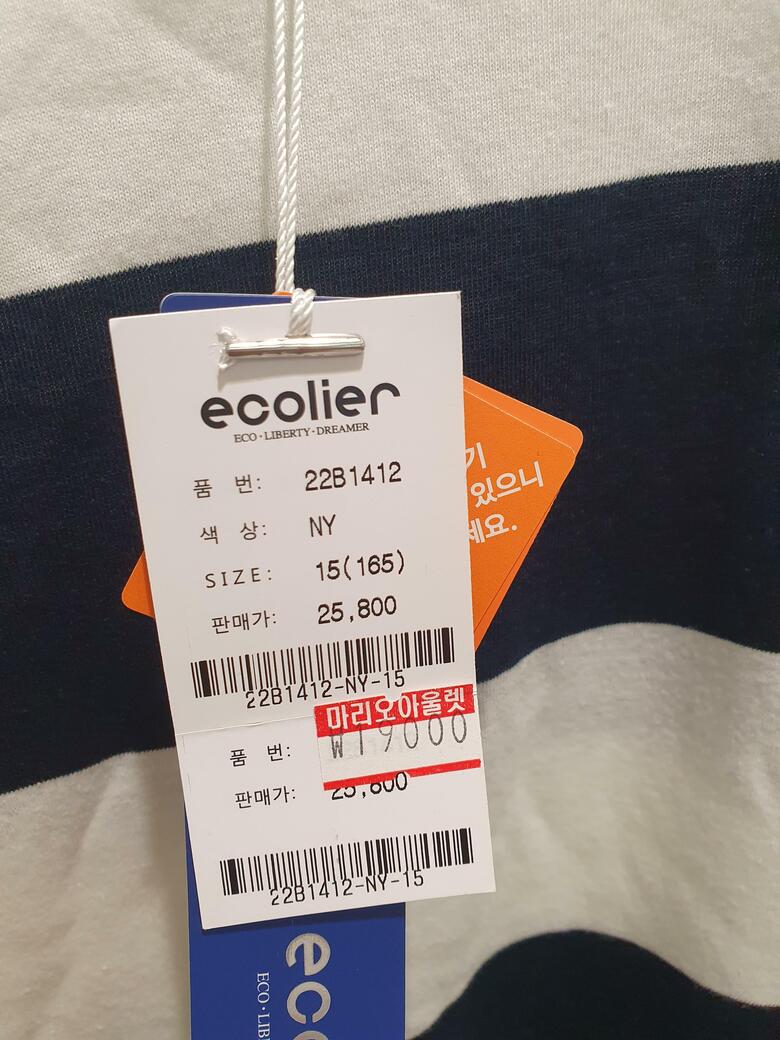 ecolier
ECO·LIBERTY·DREAMER
품 번: 22B1412
색 상: NY
SIZE: 15(165)
판매가: 25,800
22B1412-NY-15
마리오아울렛
₩19000
품 번:
판매가: 25,800
22B1412-NY-15
기
있으니
세요.
ECO·LIB